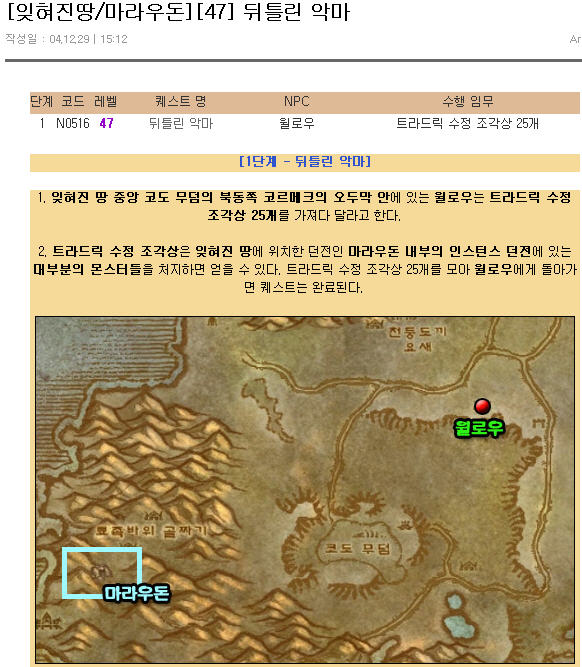 [잊혀진땅/마라우돈][47] 뒤틀린 악마
작성일 : 04,12,29 | 15:12
Ar
단계 코드 레벨 퀘스트 명 NPC 수행 임무
1 N0516 47 뒤틀린 악마 윌로우 트라드릭 수정 조각상 25개
[1단계 - 뒤틀린 악마]
1. 잊혀진 땅 중앙 코도 무덤의 북동쪽 코르메크의 오두막 안에 있는 윌로우는 트라드릭 수정
조각상 25개를 가져다 달라고 한다.
2. 트라드릭 수정 조각상은 잊혀진 땅에 위치한 던전인 마라우돈 내부의 인스턴스 던전에 있는
대부분의 몬스터들을 처지하면 얻을 수 있다. 트라드릭 수정 조각상 25개를 모아 윌로우에게 돌아가
면 퀘스트는 완료된다.
천둥도끼
요새
윌로우
골짜기
코도 무덤
마라우돈